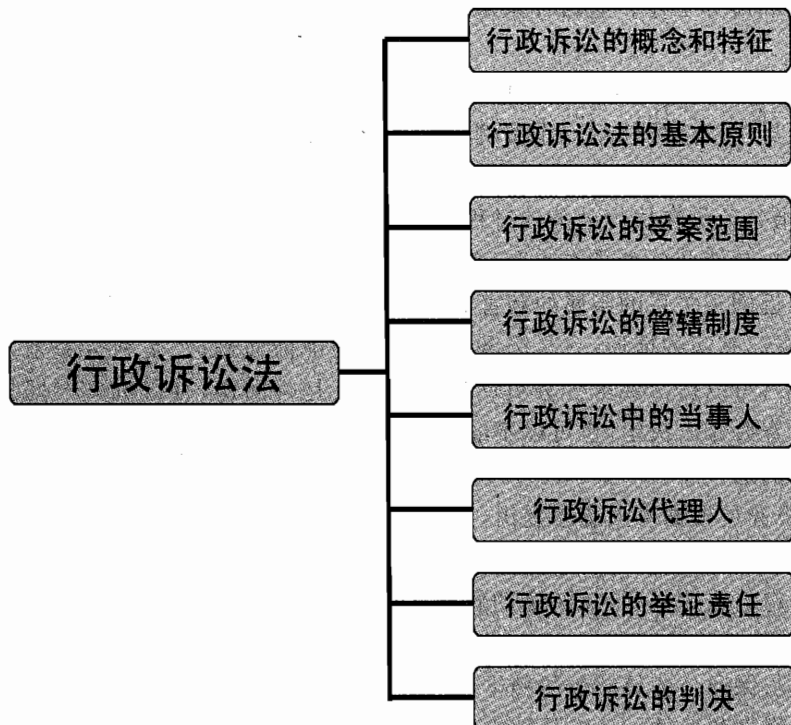 行政诉讼法
行政诉讼的概念和特征
行政诉讼法的基本原则
行政诉讼的受案范围
行政诉讼的管辖制度
行政诉讼中的当事人
行政诉讼代理人
行政诉讼的举证责任
行政诉讼的判决